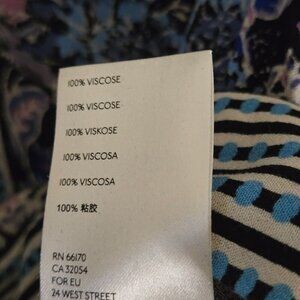 100% VISCOSE
100% VISCOSE
100% VISKOSE
100% VISCOSA
100% VISCOSA
100% 粘胶
RN 66170
CA 32054
FOR EU
24 WEST STREET